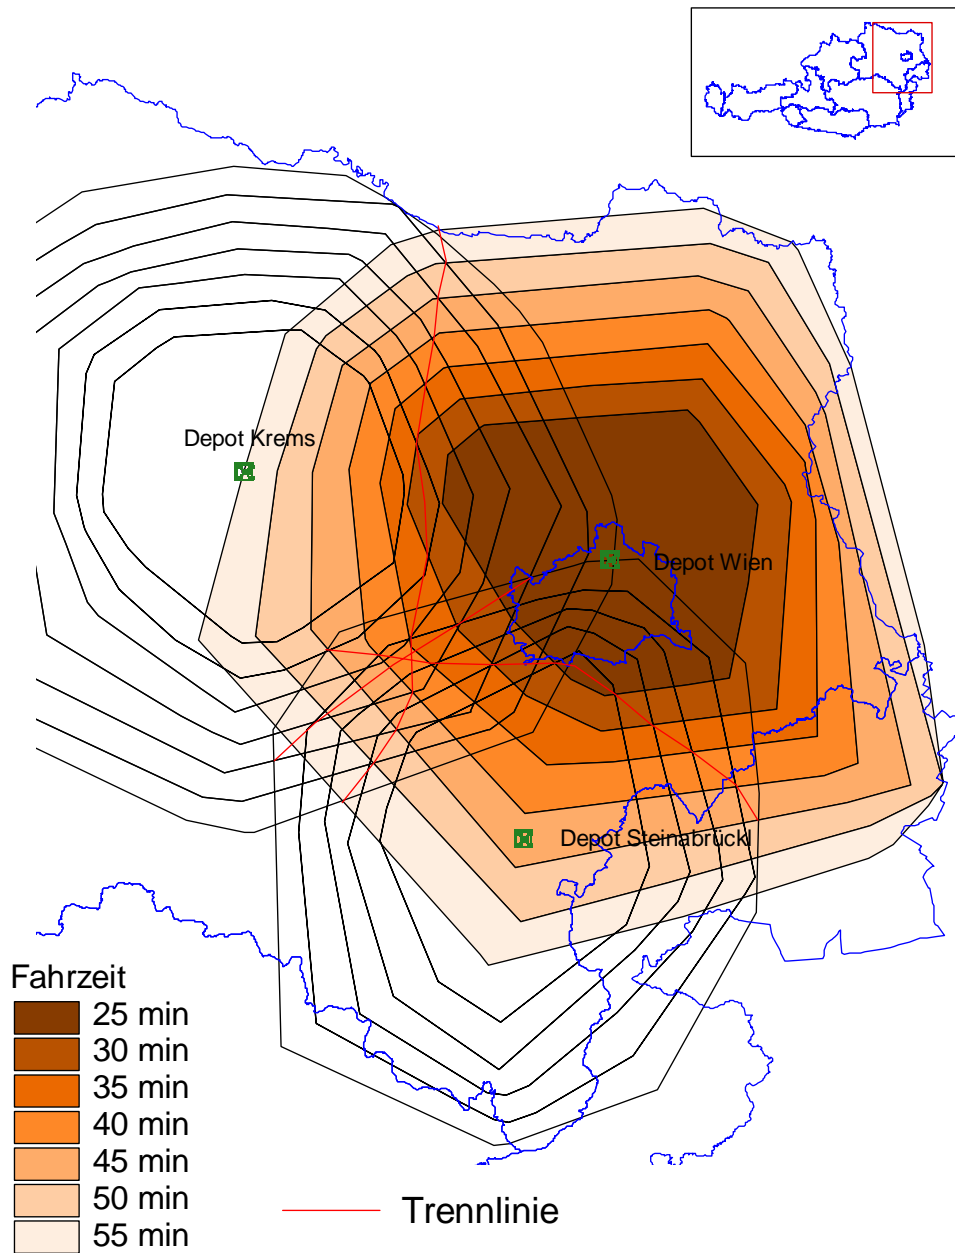 Depot Krems
Depot Wien
Depot Steinabrückl
Fahrzeit
25 min
30 min
35 min
40 min
45 min
50 min
55 min
Trennlinie